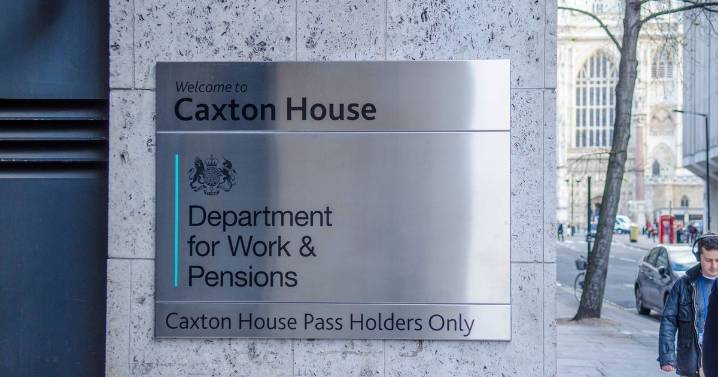 Welcome to
Caxton House
Department
for Work &
Pensions
Caxton House Pass Holders Only